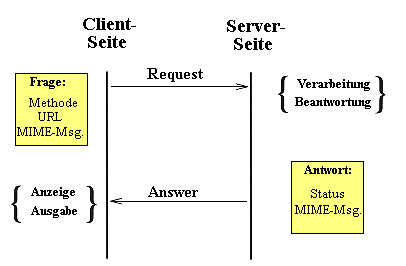 Client-
Seite
Server-
Seite
Frage:
Methode
URL
MIME-Msg.
Request
{ Verarbeitung
Beantwortung }
Antwort:
Status
MIME-Msg.
{ Anzeige
Ausgabe }
Answer